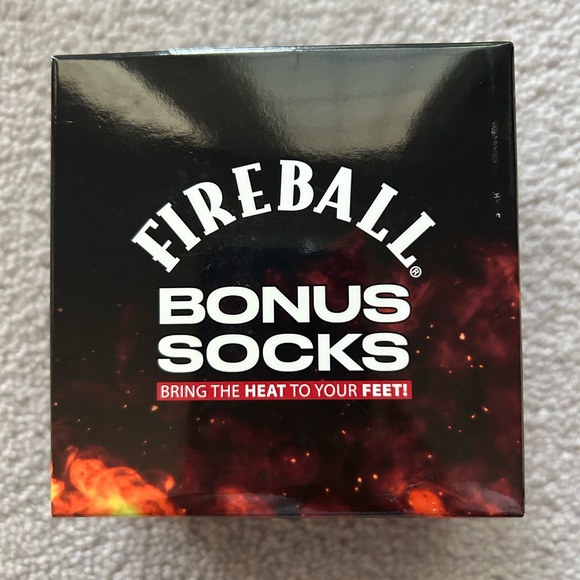 FIREBALL®
BONUS
SOCKS
BRING THE HEAT TO YOUR FEET!